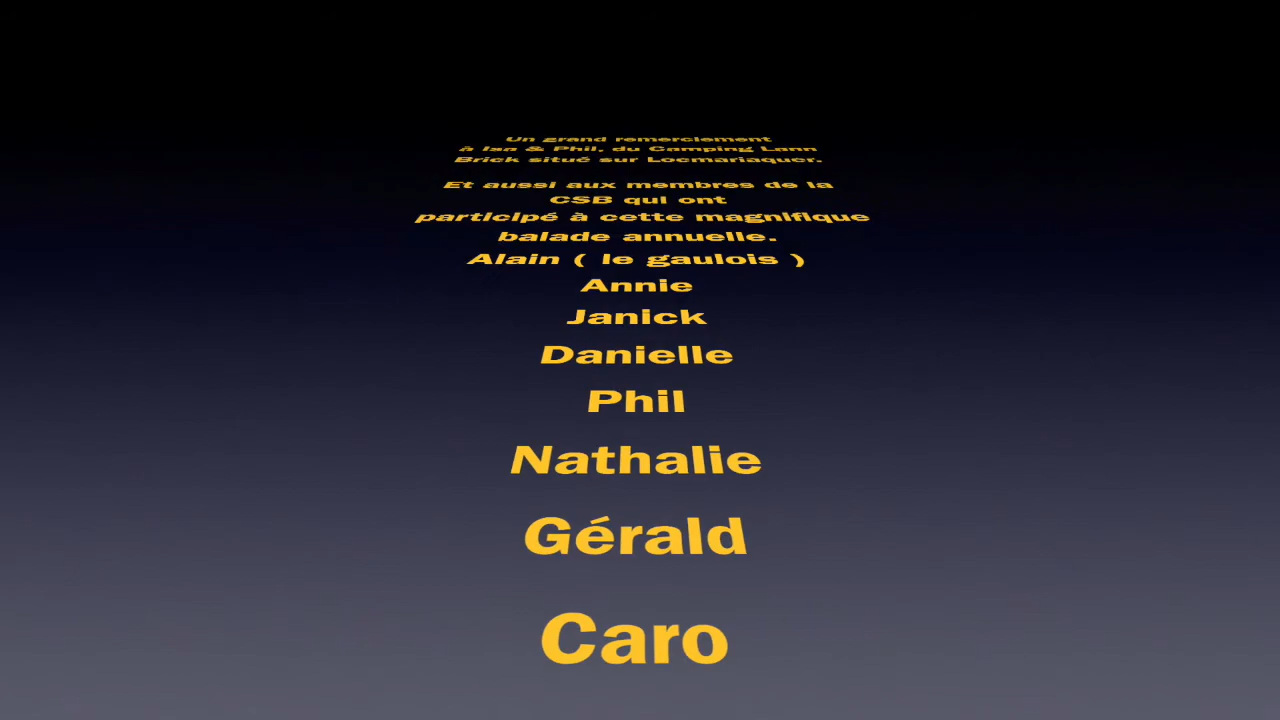 Un grand remerciement
à Isa & Phil, du Camping Lann
Brick situé sur Locmariaquer.
Et aussi aux membres de la
CSB qui ont
participé à cette magnifique
balade annuelle.
Alain ( le gaulois )
Annie
Janick
Danielle
Phil
Nathalie
Gérald
Caro